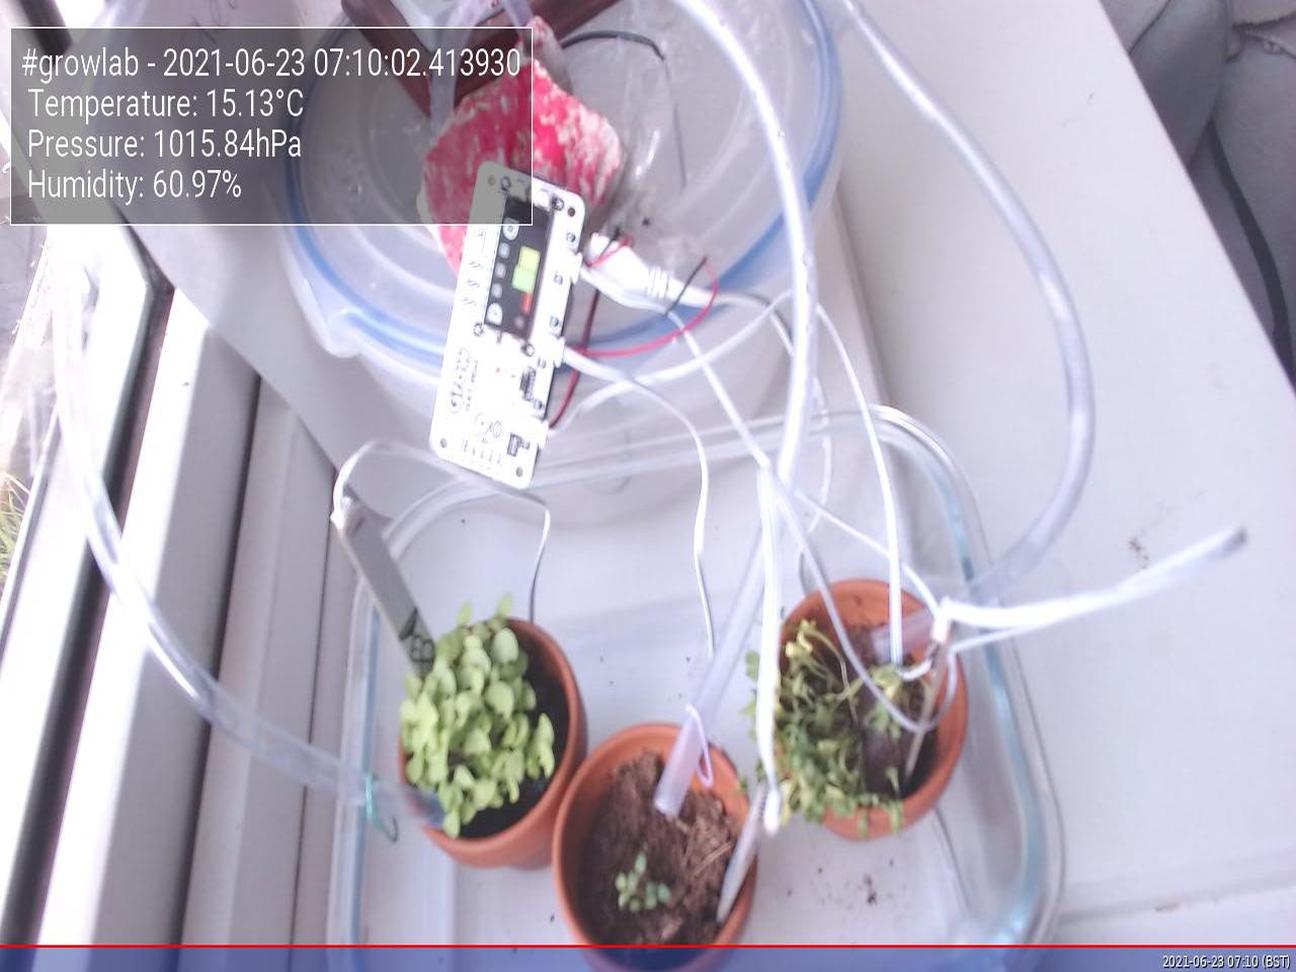 #growlab - 2021-06-23 07:10:02.413930
Temperature: 15.13°C
Pressure: 1015.84hPa
Humidity: 60.97%
2021-06-23 07:10 (BST)